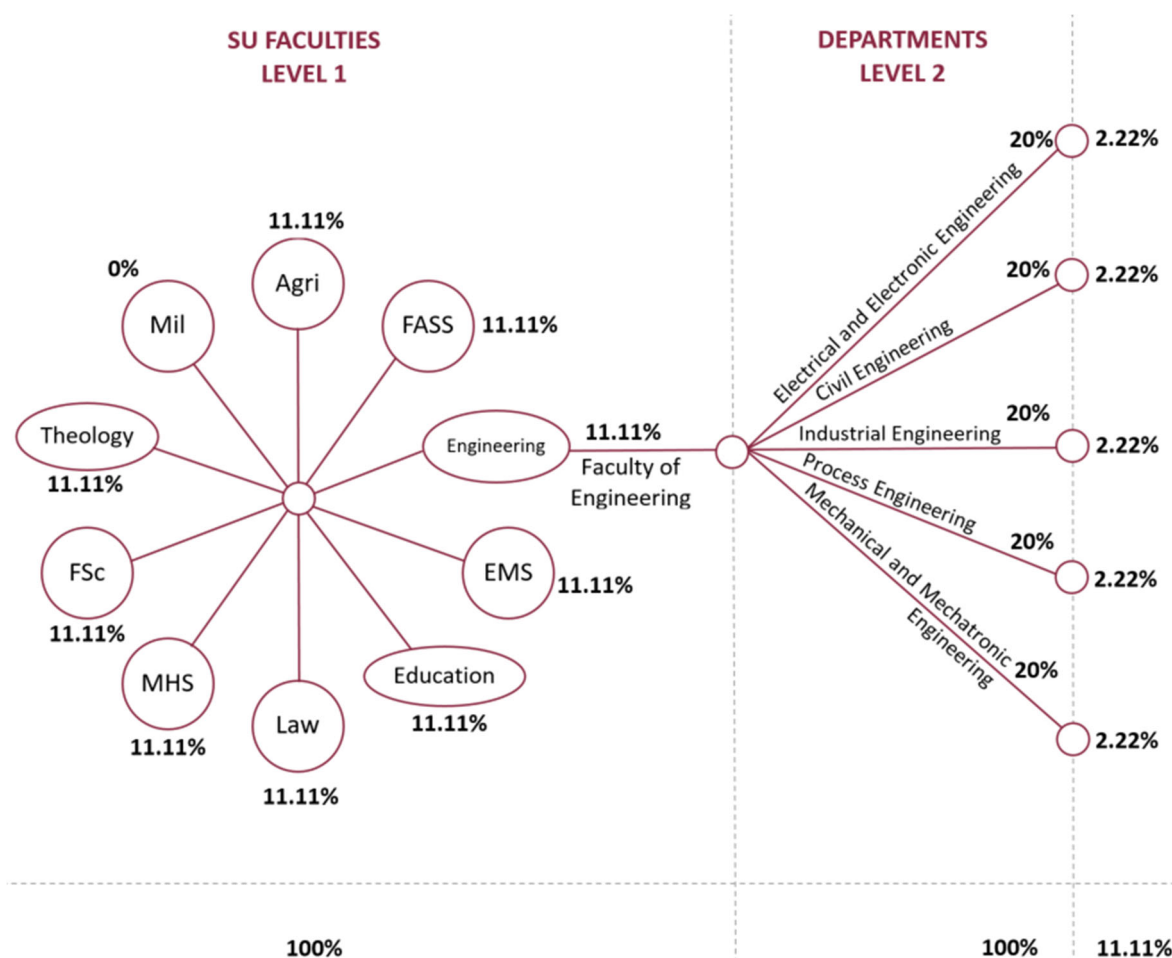 SU FACULTIES
LEVEL 1
DEPARTMENTS
LEVEL 2
11.11%
Agri
0%
Mil
FASS
11.11%
Theology
11.11%
Engineering
11.11%
Faculty of
Engineering
FSc
11.11%
EMS
11.11%
MHS
11.11%
Law
11.11%
Education
11.11%
Electrical and Electronic Engineering
20%
2.22%
Civil Engineering
20%
2.22%
Industrial Engineering
20%
2.22%
Process Engineering
20%
2.22%
Mechanical and Mechatronic
Engineering
20%
2.22%
100%
100%
11.11%